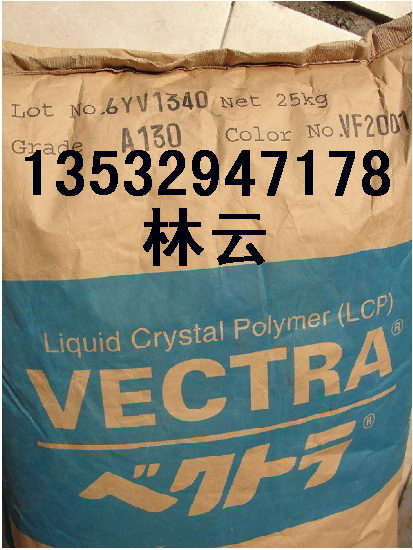 Lot No.6YV1340 Net 25kg
Grade A130 Color No.VF2001
13532947178
林云
Liquid Crystal Polymer (LCP)
VECTRA®
ベクトラ®